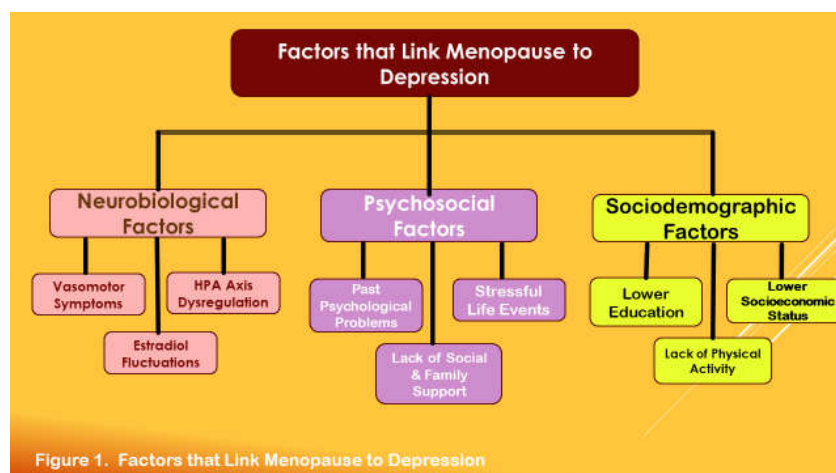 Factors that Link Menopause to
Depression
Neurobiological
Factors
Psychosocial
Factors
Sociodemographic
Factors
Vasomotor
Symptoms
HPA Axis
Dysregulation
Estradiol
Fluctuations
Past
Psychological
Problems
Stressful
Life Events
Lack of Social
& Family
Support
Lower
Education
Lower
Socioeconomic
Status
Lack of Physical
Activity
Figure 1. Factors that Link Menopause to Depression